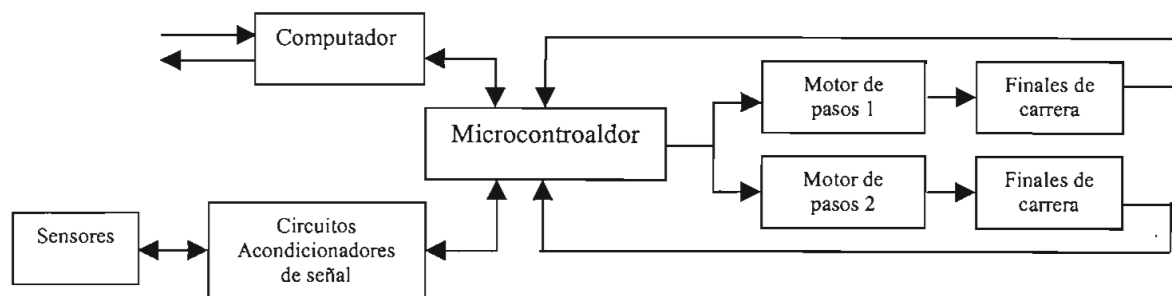 Computador
Microcontroaldor
Motor de
pasos 1
Finales de
carrera
Motor de
pasos 2
Finales de
carrera
Sensores
Circuitos
Acondicionadores
de señal